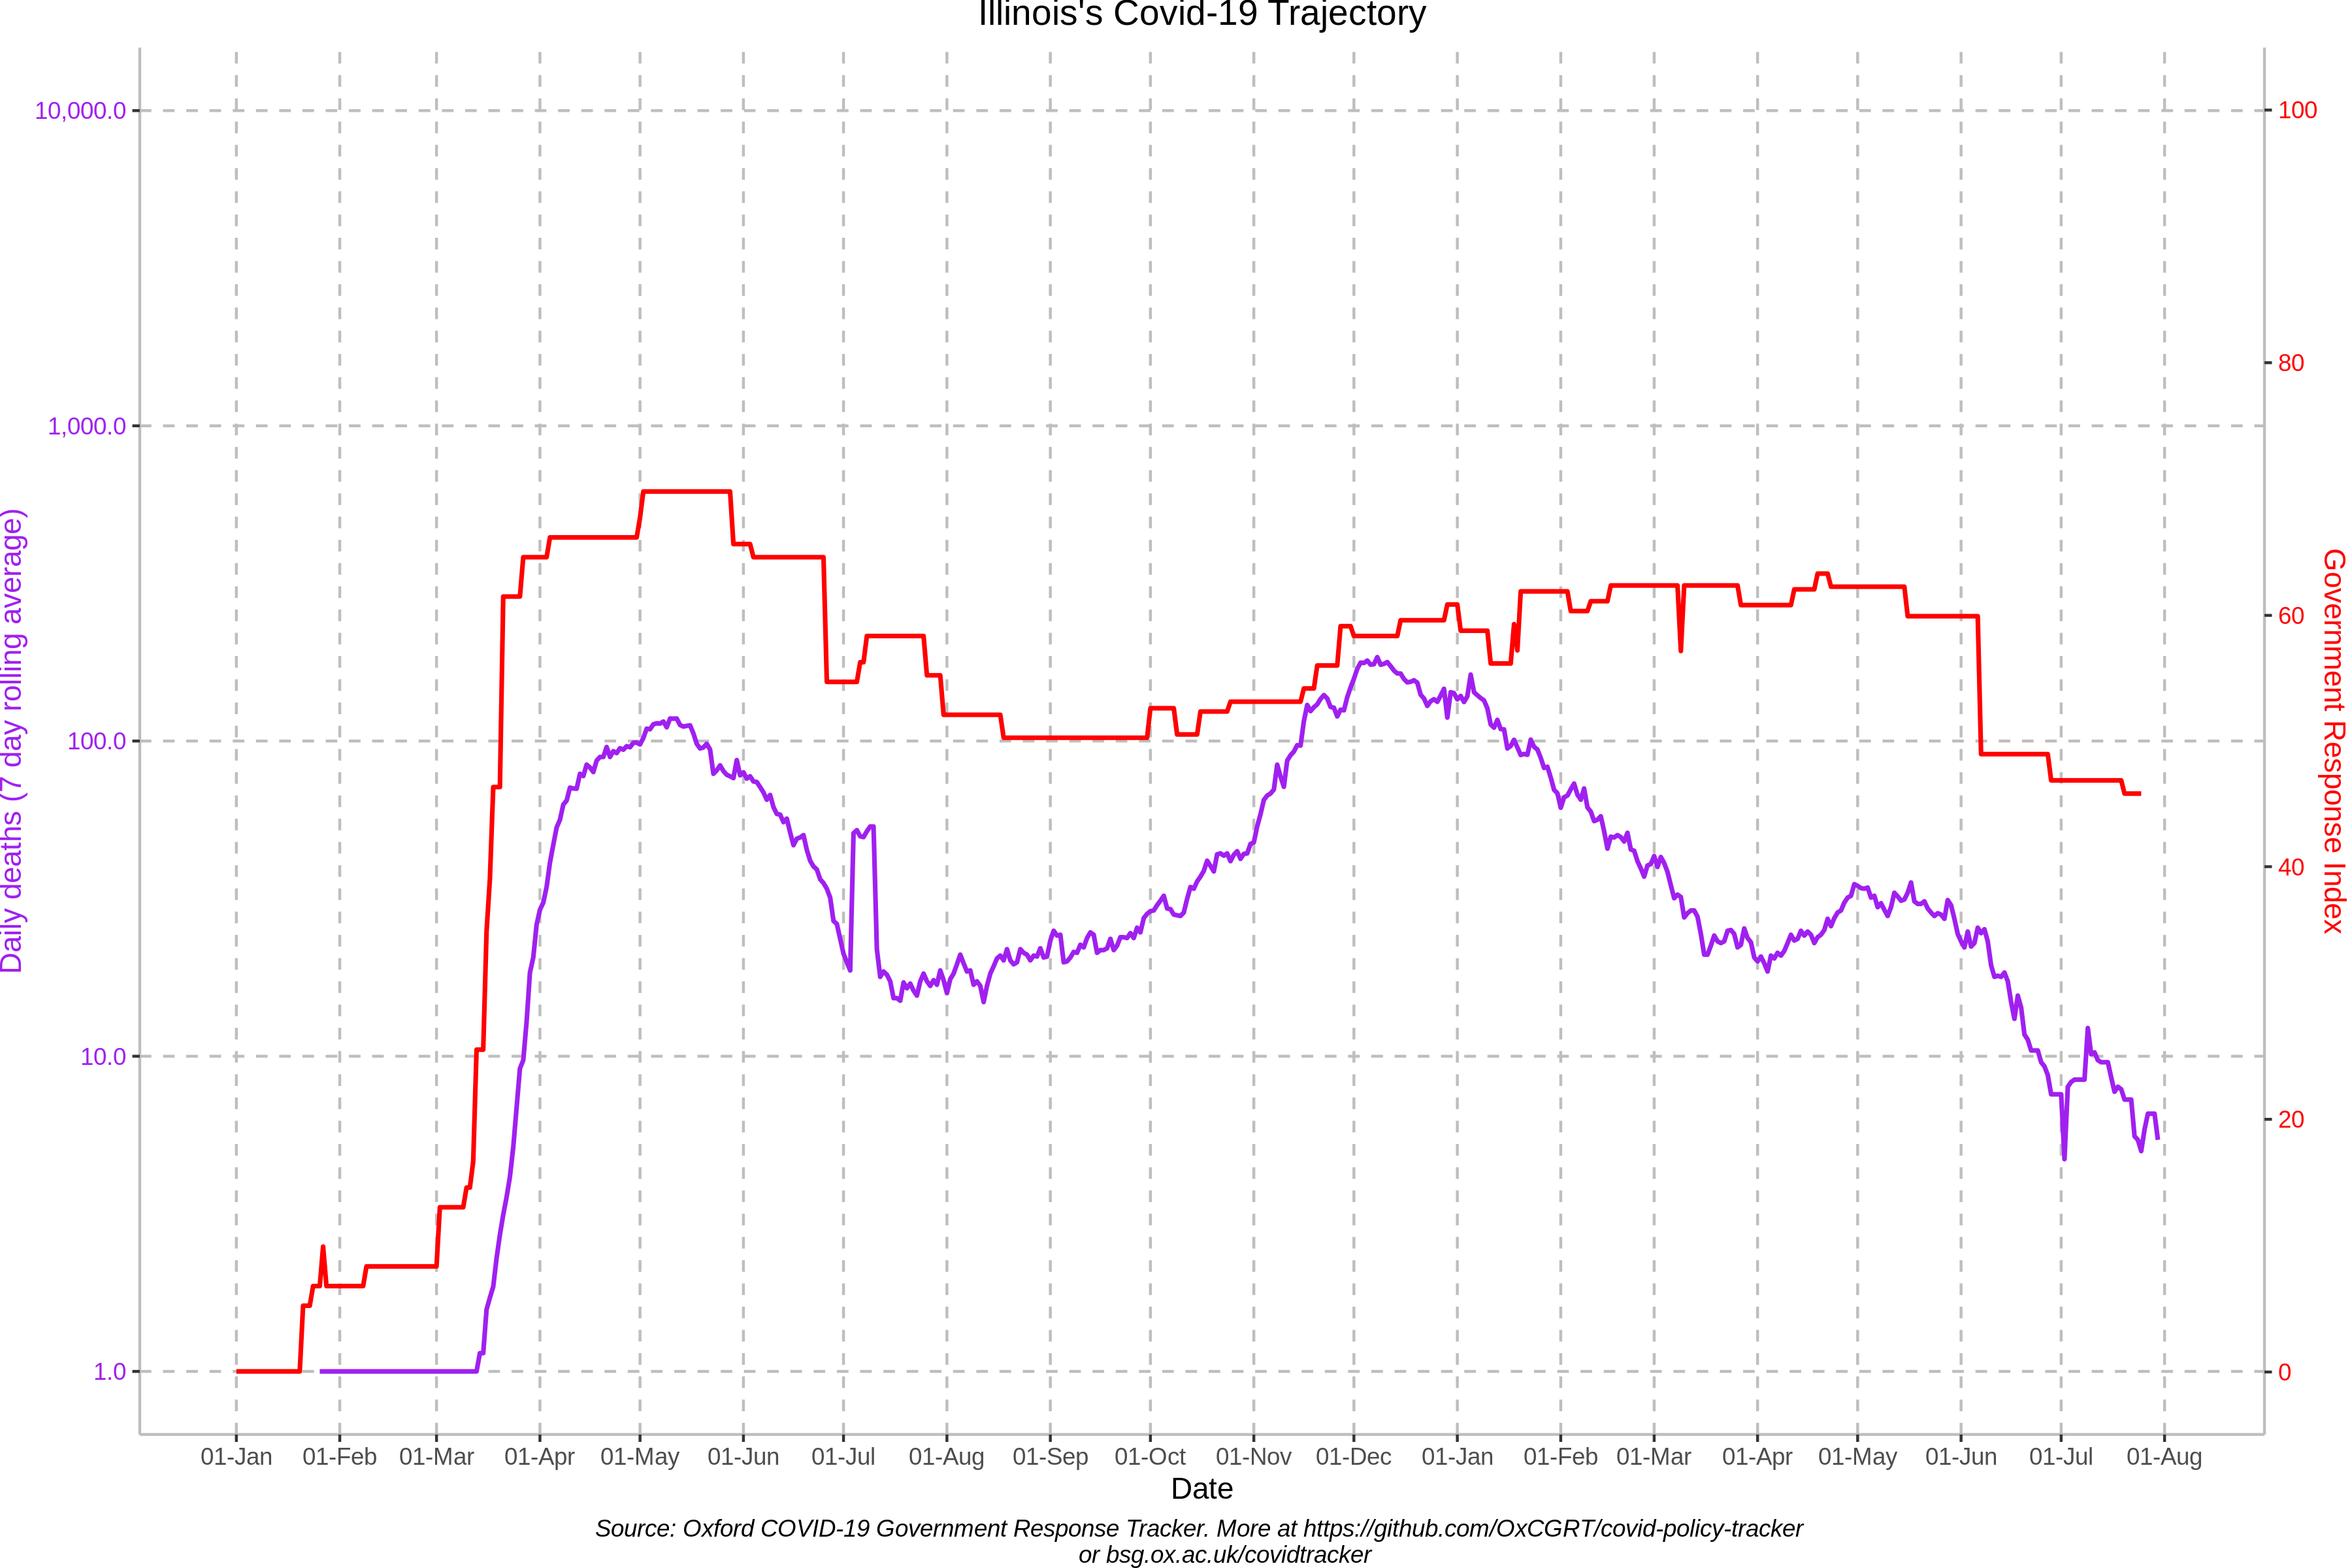 Illinois's Covid-19 Trajectory
10,000.0
1,000.0
100.0
10.0
1.0
Daily deaths (7 day rolling average)
100
80
60
40
20
0
Government Response Index
01-Jan 01-Feb 01-Mar 01-Apr 01-May 01-Jun 01-Jul 01-Aug 01-Sep 01-Oct 01-Nov 01-Dec 01-Jan 01-Feb 01-Mar 01-Apr 01-May 01-Jun 01-Jul 01-Aug
Date
Source: Oxford COVID-19 Government Response Tracker. More at https://github.com/OxCGRT/covid-policy-tracker
or bsg.ox.ac.uk/covidtracker